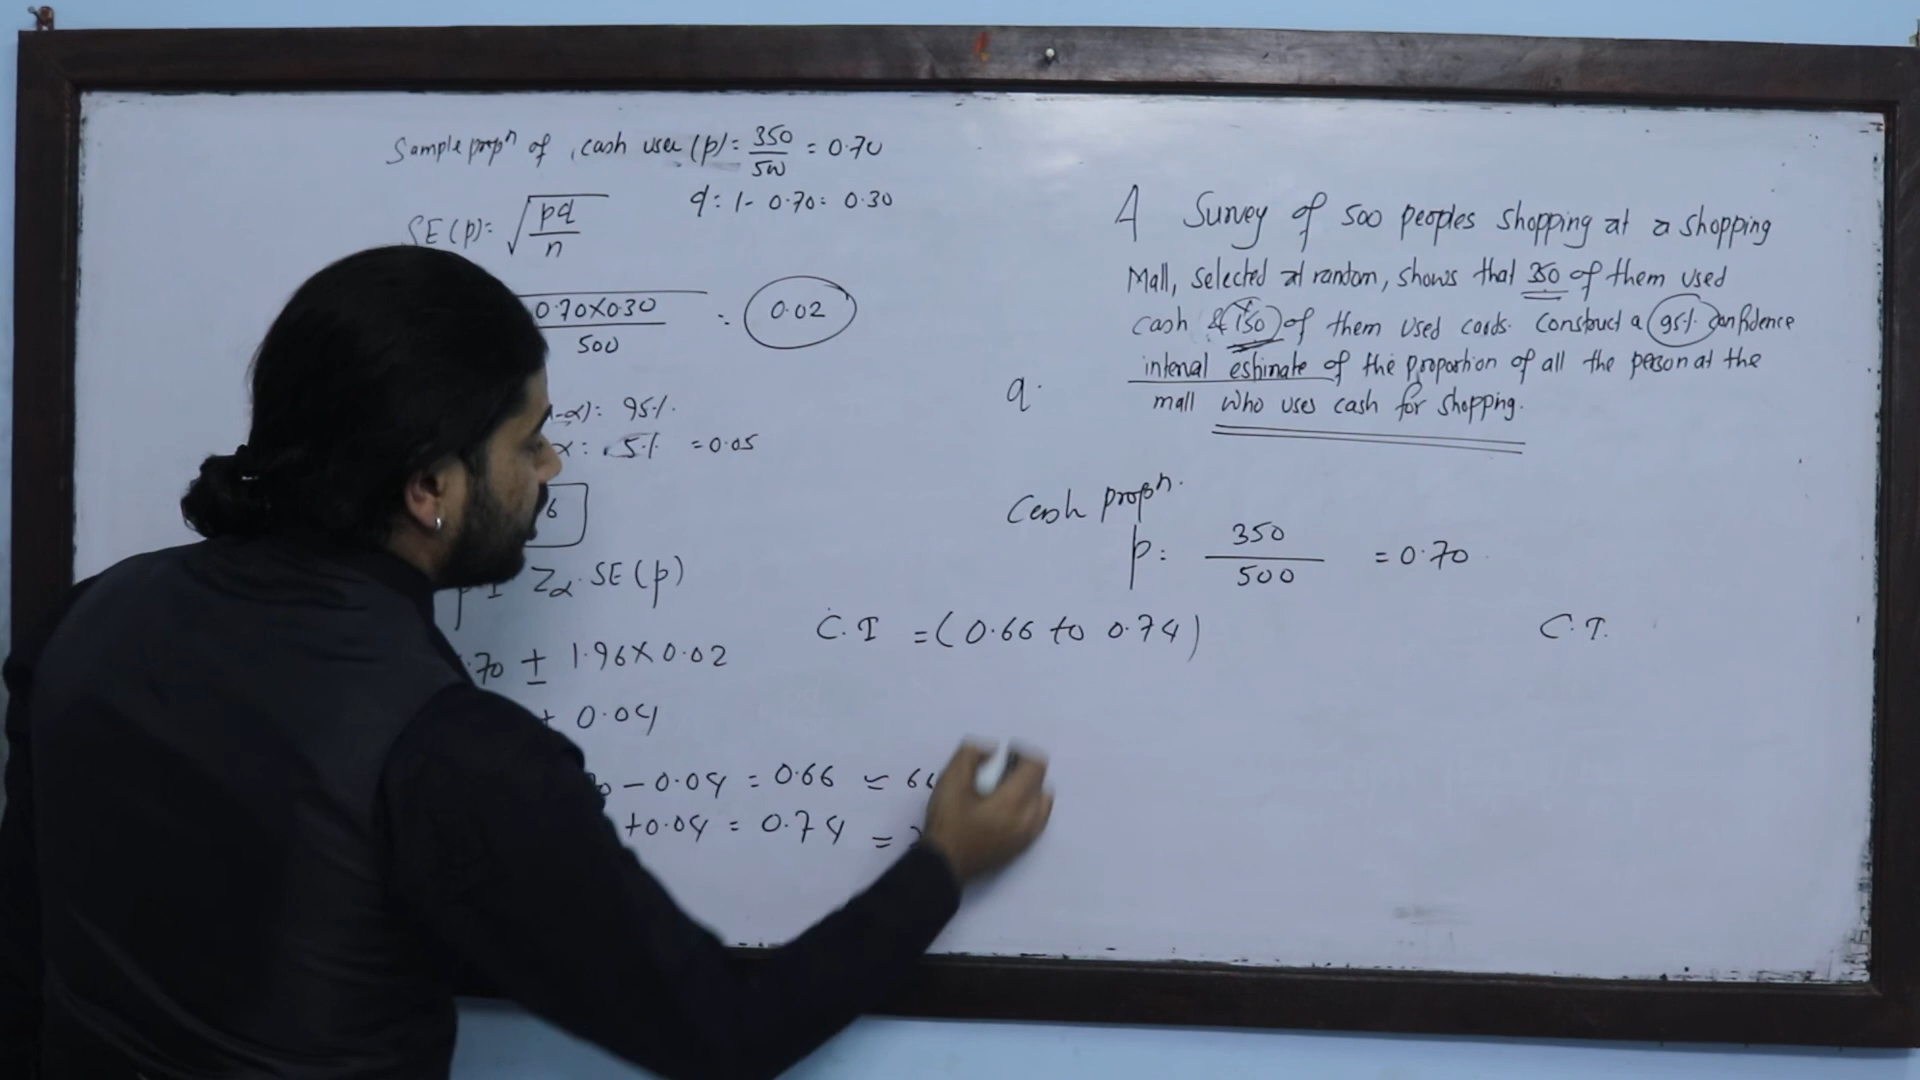 Sample propⁿ of cash user (p) = 350/500 = 0.70
q = 1 - 0.70 = 0.30
SE(p) = √pq/n
0.70×0.30/500 = 0.02
-α): 95%.
α: 5% = 0.05
6
p ± Zα. SE(p)
.70 ± 1.96×0.02
+ 0.04
- 0.04 = 0.66 =
+0.04 = 0.74 =
A Survey of 500 peoples shopping at a shopping
Mall, selected at random, shows that 350 of them used
cash & 150 of them used cards. Construct a 95% confidence
interval estimate of the proportion of all the person at the
mall who uses cash for shopping.
q.
Cash propⁿ.
p = 350/500 = 0.70
C.I = (0.66 to 0.74)
C.I.